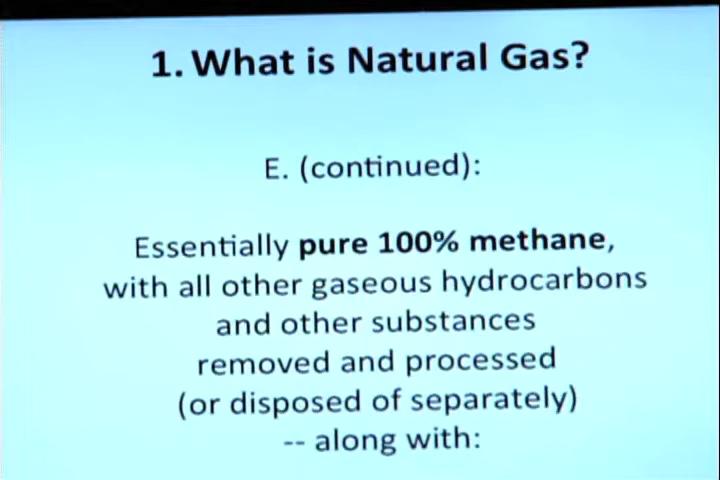 1. What is Natural Gas?
E. (continued):
Essentially pure 100% methane,
with all other gaseous hydrocarbons
and other substances
removed and processed
(or disposed of separately)
-- along with: